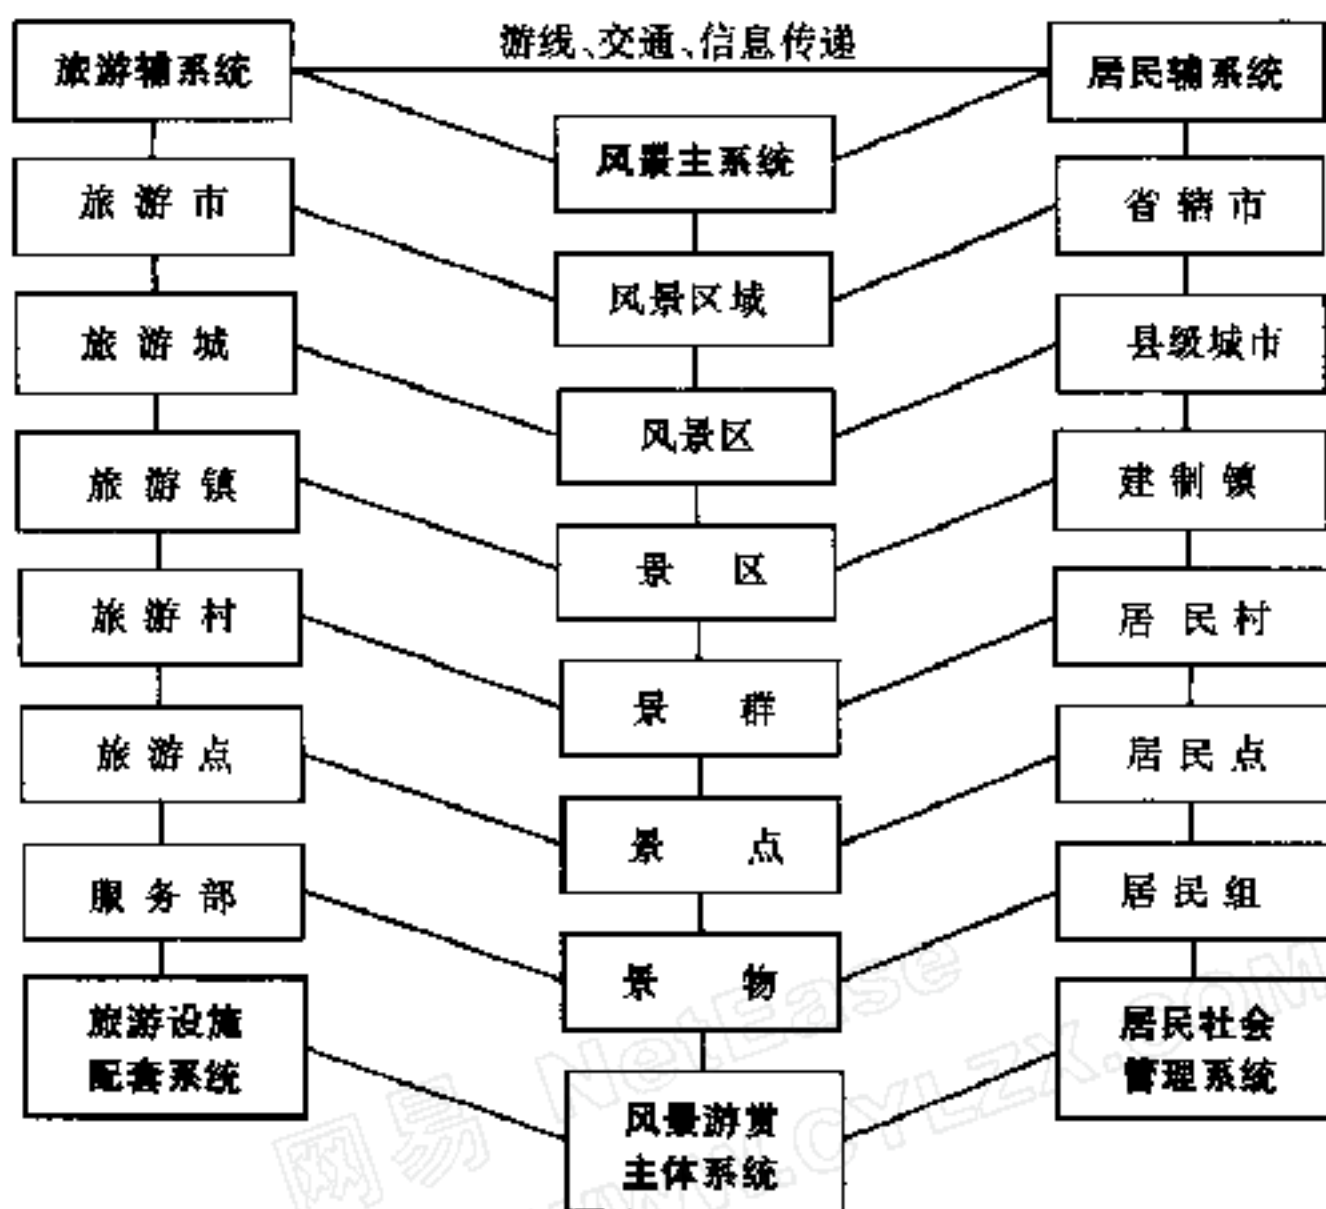 游线、交通、信息传递
旅游辅系统
居民辅系统
风景主系统
旅 游 市
省 辖 市
风景区域
旅 游 城
县级城市
风景区
旅 游 镇
建 制 镇
景 区
旅 游 村
居 民 村
景 群
旅 游 点
居 民 点
景 点
服 务 部
居 民 组
景 物
旅游设施
配套系统
居民社会
管理系统
风景游赏
主体系统
网易 NetEase
www.CYLZX.COM